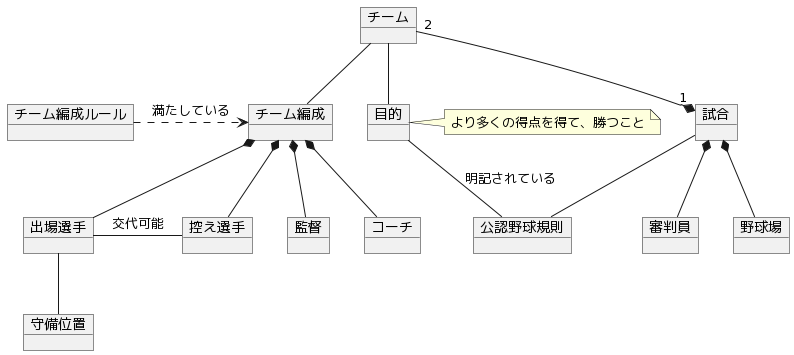 チーム
2
1
チーム編成ルール
満たしている
チーム編成
目的
より多くの得点を得て、勝つこと
試合
明記されている
出場選手
交代可能
控え選手
監督
コーチ
公認野球規則
審判員
野球場
守備位置